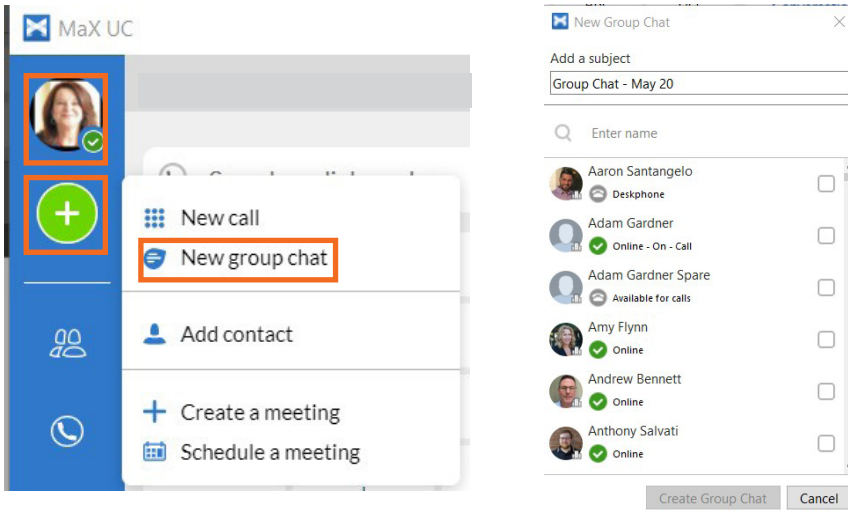 MaX UC
New call
New group chat
Add contact
Create a meeting
Schedule a meeting
New Group Chat
Add a subject
Group Chat - May 20
Enter name
Aaron Santangelo
Deskphone
Adam Gardner
Online - On - Call
Adam Gardner Spare
Available for calls
Amy Flynn
Online
Andrew Bennett
Online
Anthony Salvati
Online
Create Group Chat
Cancel